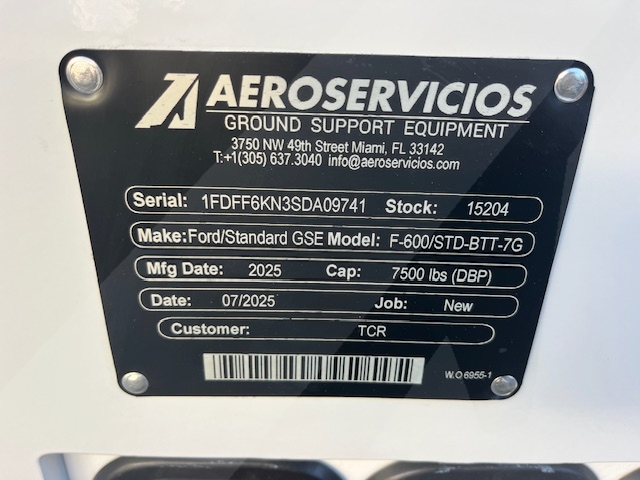 AEROSERVICIOS
GROUND SUPPORT EQUIPMENT
3750 NW 49th Street Miami, FL 33142
T:+1(305) 637.3040 info@aeroservicios.com
Serial: 1FDFF6KN3SDA09741 Stock: 15204
Make: Ford/Standard GSE Model: F-600/STD-BTT-7G
Mfg Date: 2025 Cap: 7500 lbs (DBP)
Date: 07/2025 Job: New
Customer: TCR
W.O 6955-1